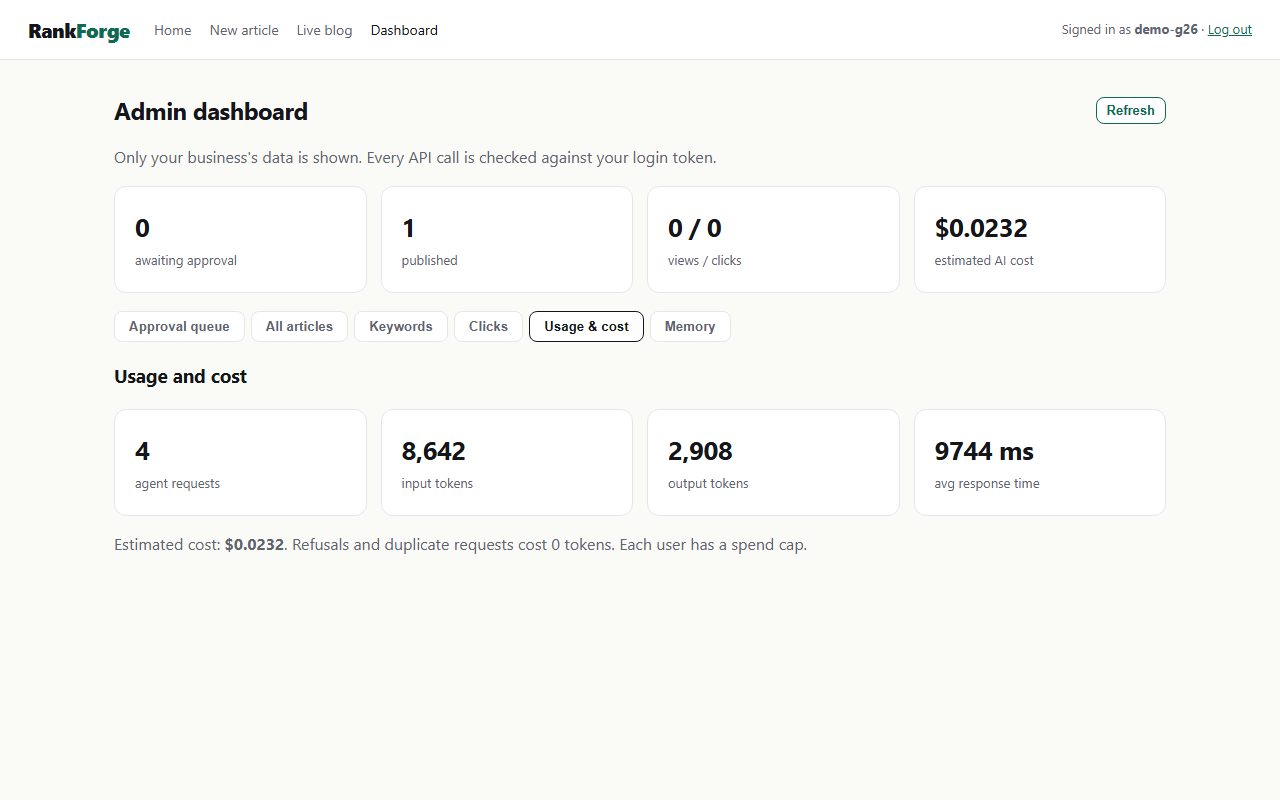 RankForge Home New article Live blog Dashboard Signed in as demo-g26 · Log out
Admin dashboard Refresh
Only your business's data is shown. Every API call is checked against your login token.
0 1 0 / 0 $0.0232
awaiting approval published views / clicks estimated AI cost
Approval queue All articles Keywords Clicks Usage & cost Memory
Usage and cost
4 8,642 2,908 9744 ms
agent requests input tokens output tokens avg response time
Estimated cost: $0.0232. Refusals and duplicate requests cost 0 tokens. Each user has a spend cap.